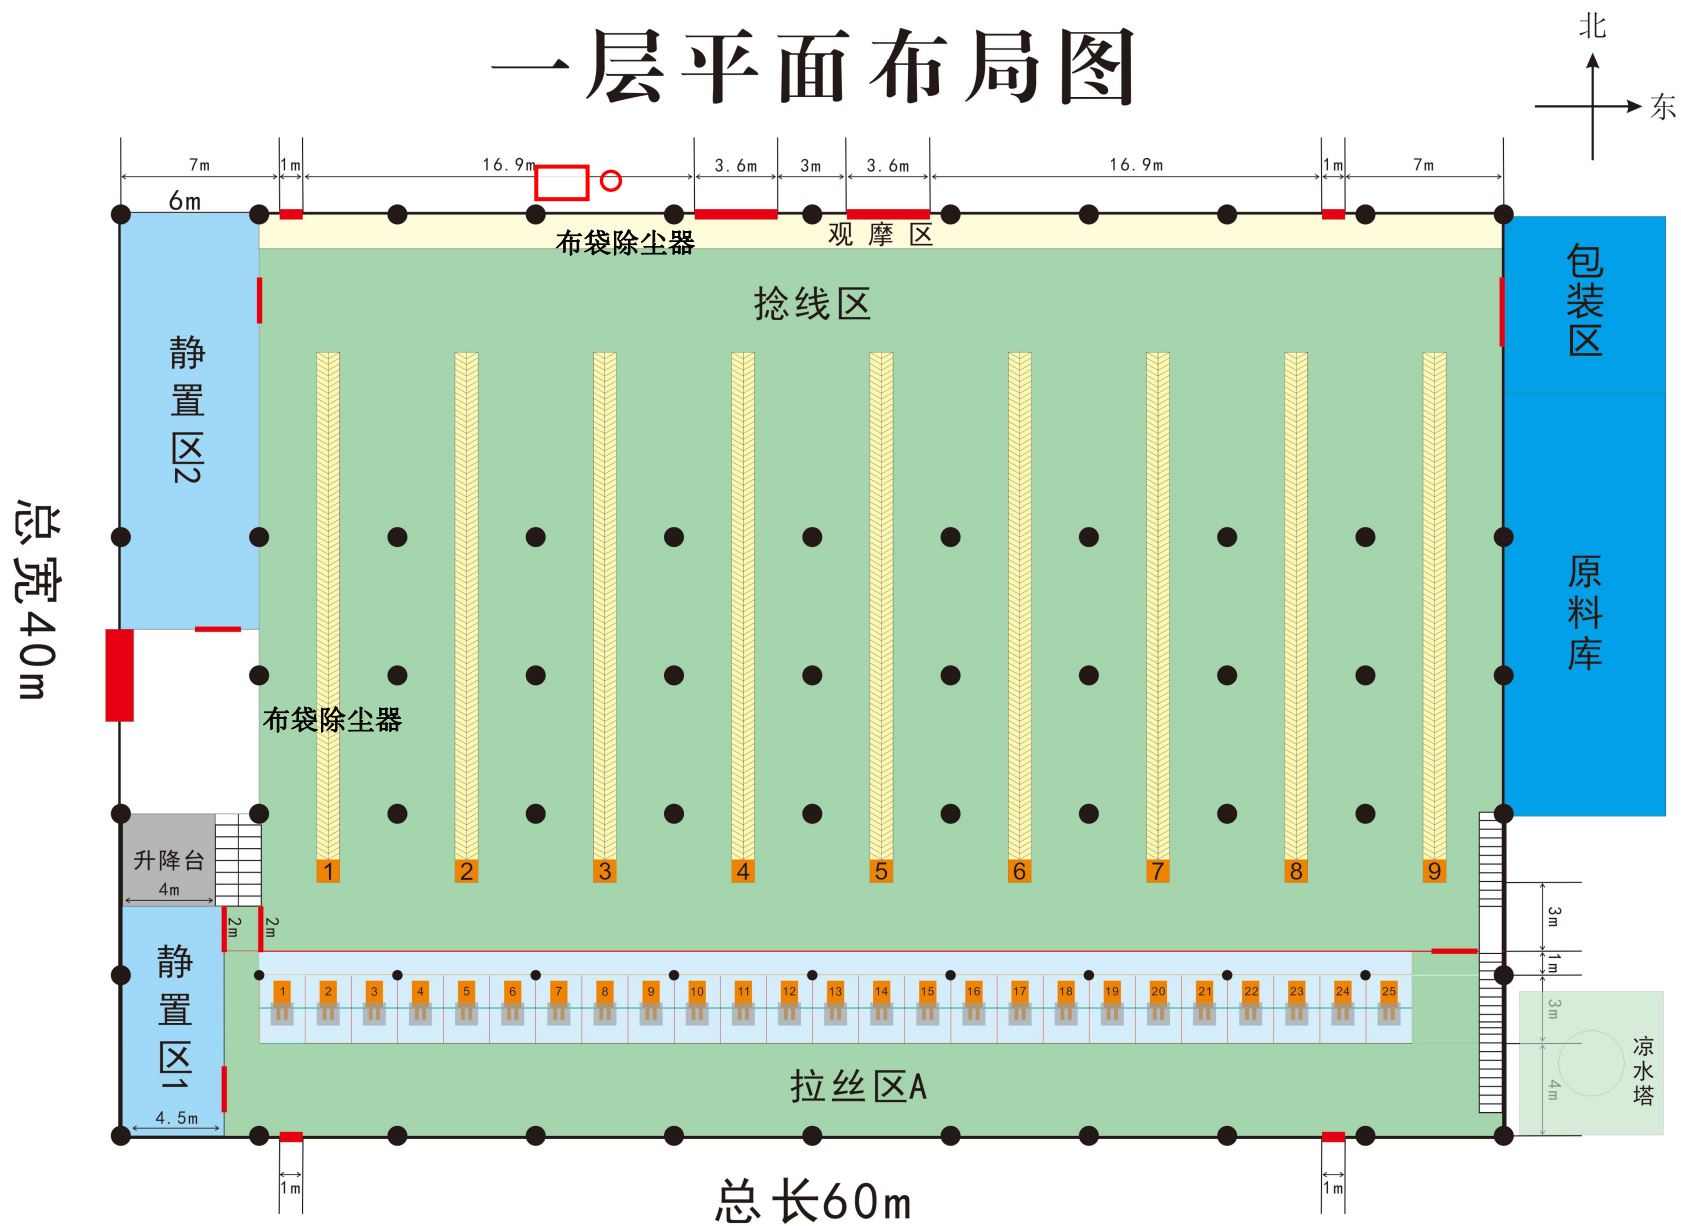 一层平面布局图
北
东
7m
1m
16.9m
3.6m
3m
3.6m
16.9m
1m
7m
6m
观摩区
布袋除尘器
捻线区
包装区
静置区2
原料库
总宽40m
布袋除尘器
升降台
4m
1
2
3
4
5
6
7
8
9
2m
2m
3m
1m
3m
4m
静置区1
4.5m
1
2
3
4
5
6
7
8
9
10
11
12
13
14
15
16
17
18
19
20
21
22
23
24
25
凉水塔
拉丝区A
1m
1m
总长60m